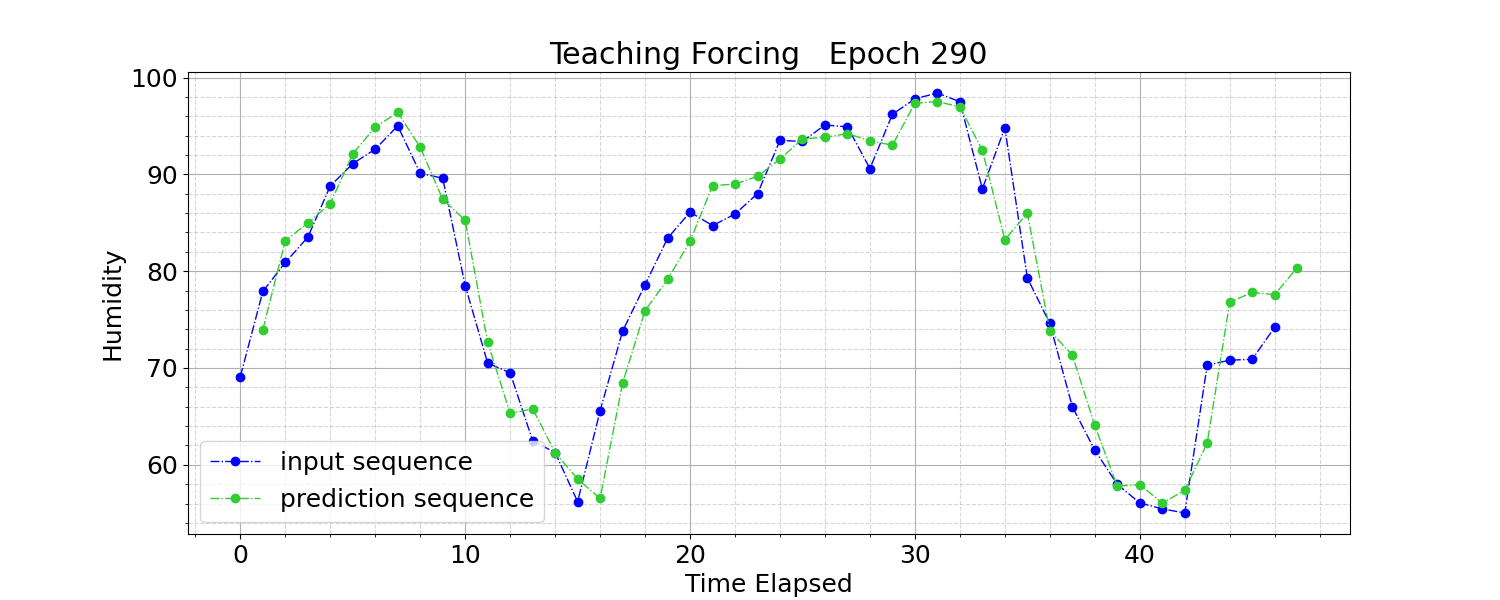 Teaching Forcing   Epoch 290
100
90
80
70
60
Humidity
input sequence
prediction sequence
0 10 20 30 40
Time Elapsed